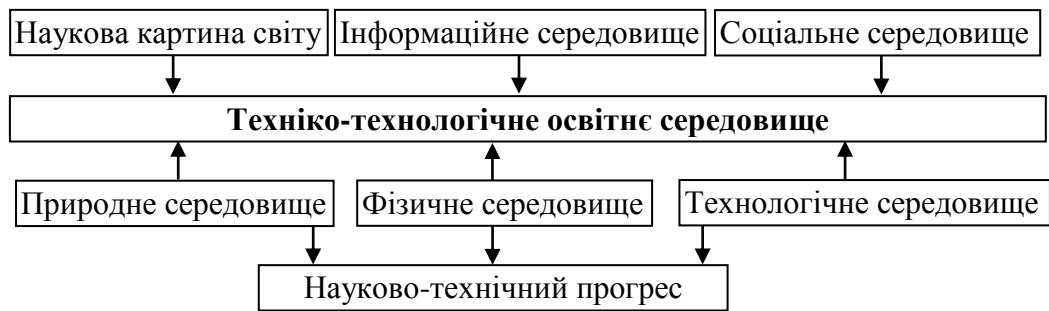 Наукова картина світу
Інформаційне середовище
Соціальне середовище
Техніко-технологічне освітнє середовище
Природне середовище
Фізичне середовище
Технологічне середовище
Науково-технічний прогрес